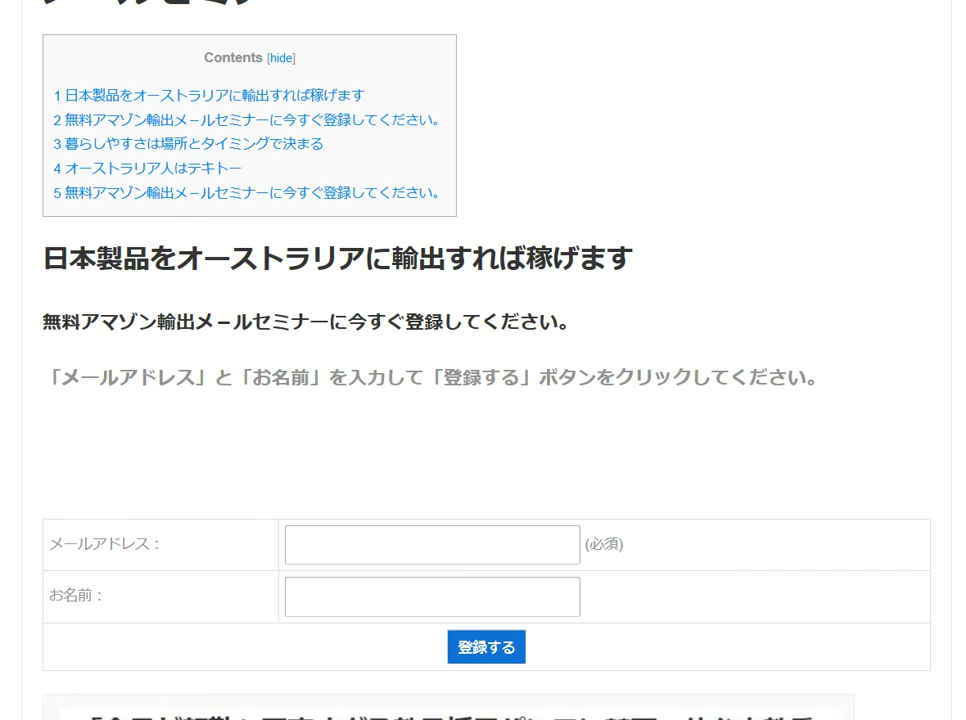 Contents [hide]
1 日本製品をオーストラリアに輸出すれば稼げます
2 無料アマゾン輸出メ－ルセミナーに今すぐ登録してください。
3 暮らしやすさは場所とタイミングで決まる
4 オーストラリア人はテキトー
5 無料アマゾン輸出メ－ルセミナーに今すぐ登録してください。
日本製品をオーストラリアに輸出すれば稼げます
無料アマゾン輸出メ－ルセミナーに今すぐ登録してください。
「メールアドレス」と「お名前」を入力して「登録する」ボタンをクリックしてください。
メールアドレス：
(必須)
お名前：
登録する